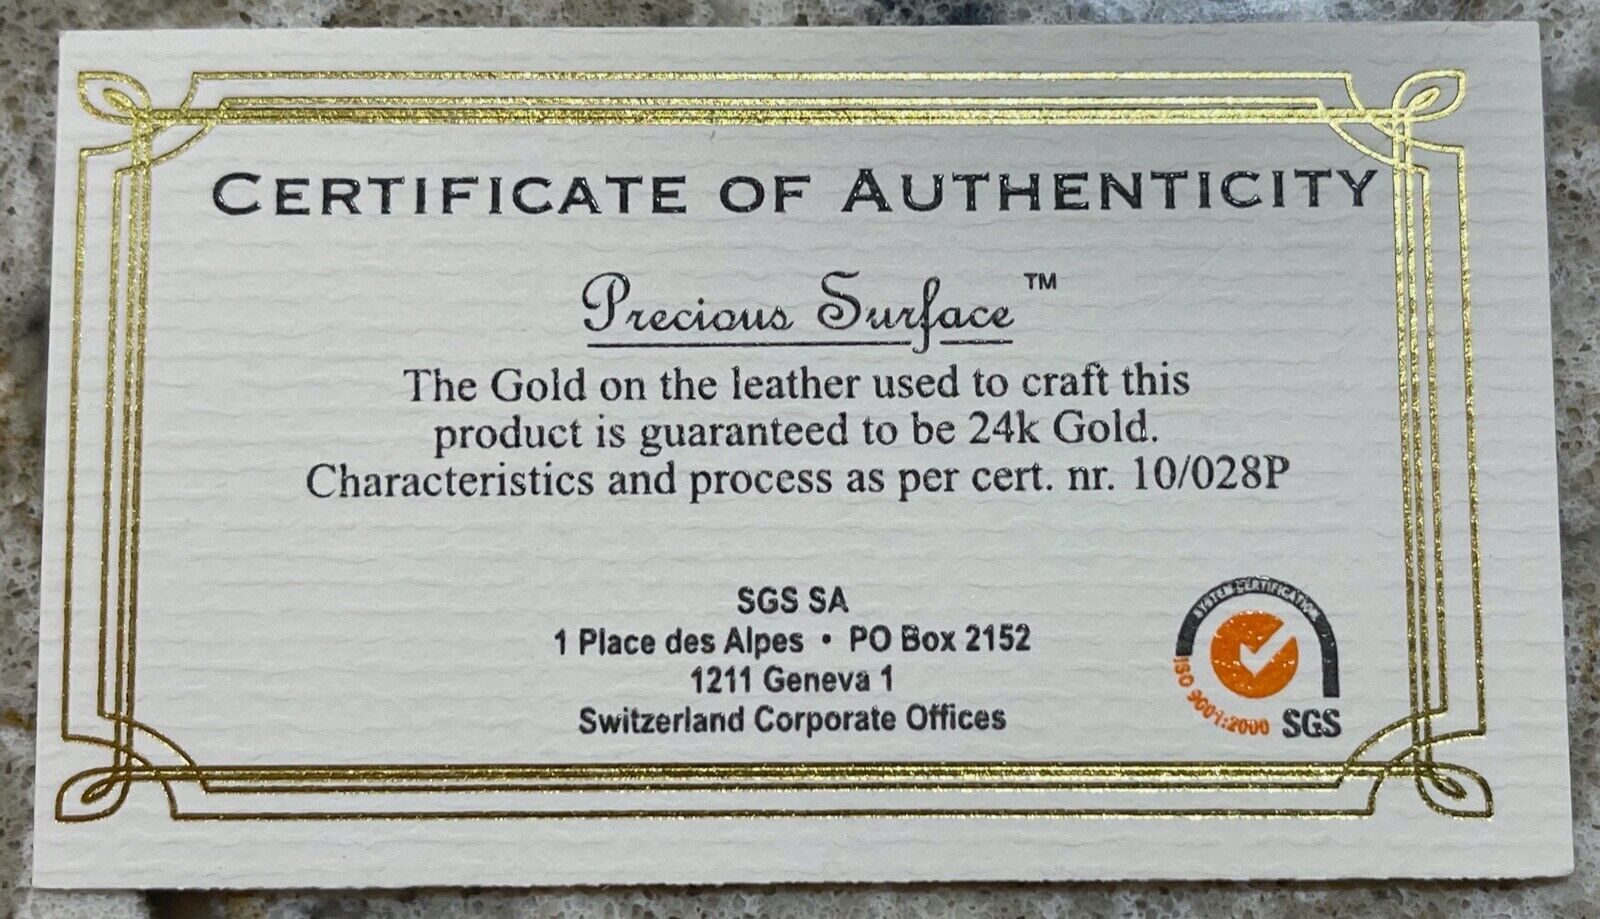 CERTIFICATE OF AUTHENTICITY
Precious Surface™
The Gold on the leather used to craft this
product is guaranteed to be 24k Gold.
Characteristics and process as per cert. nr. 10/028P
SGS SA
1 Place des Alpes • PO Box 2152
1211 Geneva 1
Switzerland Corporate Offices
SYSTEM CERTIFICATION
ISO 9001:2000
SGS